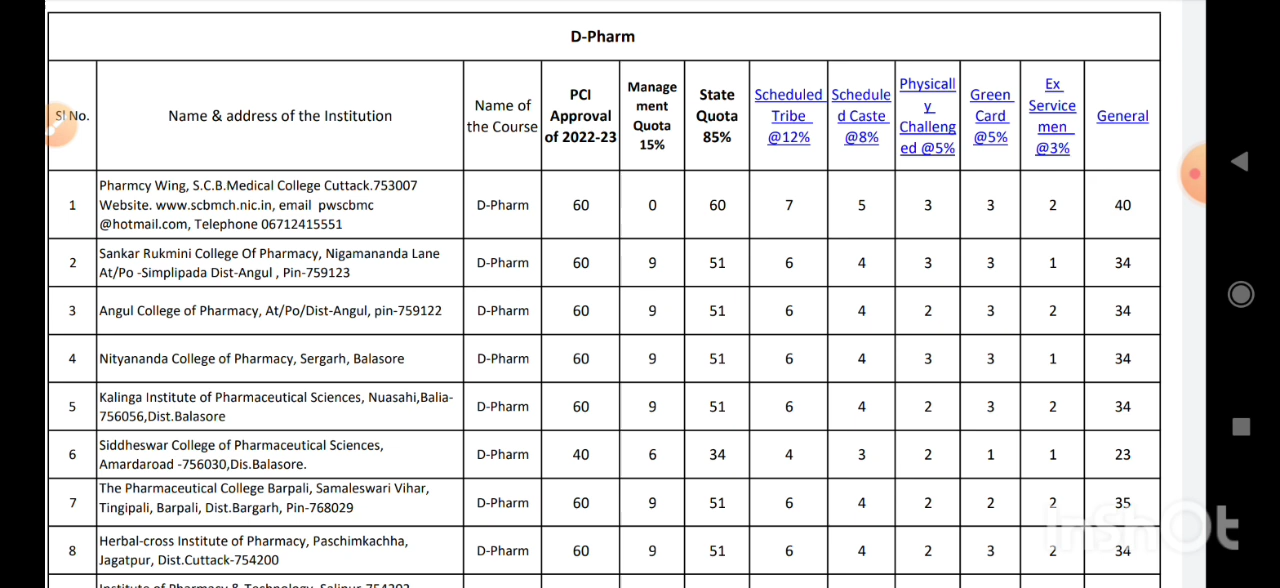 D-Pharm
Sl No.
Name & address of the Institution
Name of
the Course
PCI
Approval
of 2022-23
Manage
ment
Quota
15%
State
Quota
85%
Scheduled
Tribe
@12%
Schedule
d Caste
@8%
Physicall
y
Challeng
ed @5%
Green
Card
@5%
Ex
Service
men
@3%
General
1
Pharmcy Wing, S.C.B.Medical College Cuttack.753007
Website. www.scbmch.nic.in, email pwscbmc
@hotmail.com, Telephone 06712415551
D-Pharm 60 0 60 7 5 3 3 2 40
2
Sankar Rukmini College Of Pharmacy, Nigamananda Lane
At/Po -Simplipada Dist-Angul , Pin-759123
D-Pharm 60 9 51 6 4 3 3 1 34
3 Angul College of Pharmacy, At/Po/Dist-Angul, pin-759122 D-Pharm 60 9 51 6 4 2 3 2 34
4 Nityananda College of Pharmacy, Sergarh, Balasore D-Pharm 60 9 51 6 4 3 3 1 34
5
Kalinga Institute of Pharmaceutical Sciences, Nuasahi,Balia-
756056,Dist.Balasore
D-Pharm 60 9 51 6 4 2 3 2 34
6
Siddheswar College of Pharmaceutical Sciences,
Amardaroad -756030,Dis.Balasore.
D-Pharm 40 6 34 4 3 2 1 1 23
7
The Pharmaceutical College Barpali, Samaleswari Vihar,
Tingipali, Barpali, Dist.Bargarh, Pin-768029
D-Pharm 60 9 51 6 4 2 2 2 35
8
Herbal-cross Institute of Pharmacy, Paschimkachha,
Jagatpur, Dist.Cuttack-754200
D-Pharm 60 9 51 6 4 2 3 2 34
Institute of Pharmacy & Technology, Salipur-754202
InShOt